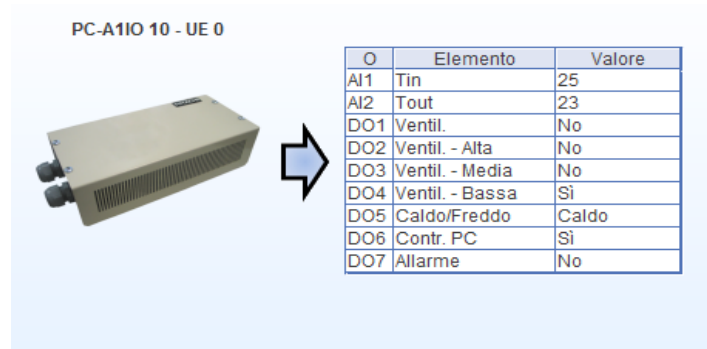 PC-A1IO 10 - UE 0
O Elemento Valore
AI1 Tin 25
AI2 Tout 23
DO1 Ventil. No
DO2 Ventil. - Alta No
DO3 Ventil. - Media No
DO4 Ventil. - Bassa Sì
DO5 Caldo/Freddo Caldo
DO6 Contr. PC Sì
DO7 Allarme No